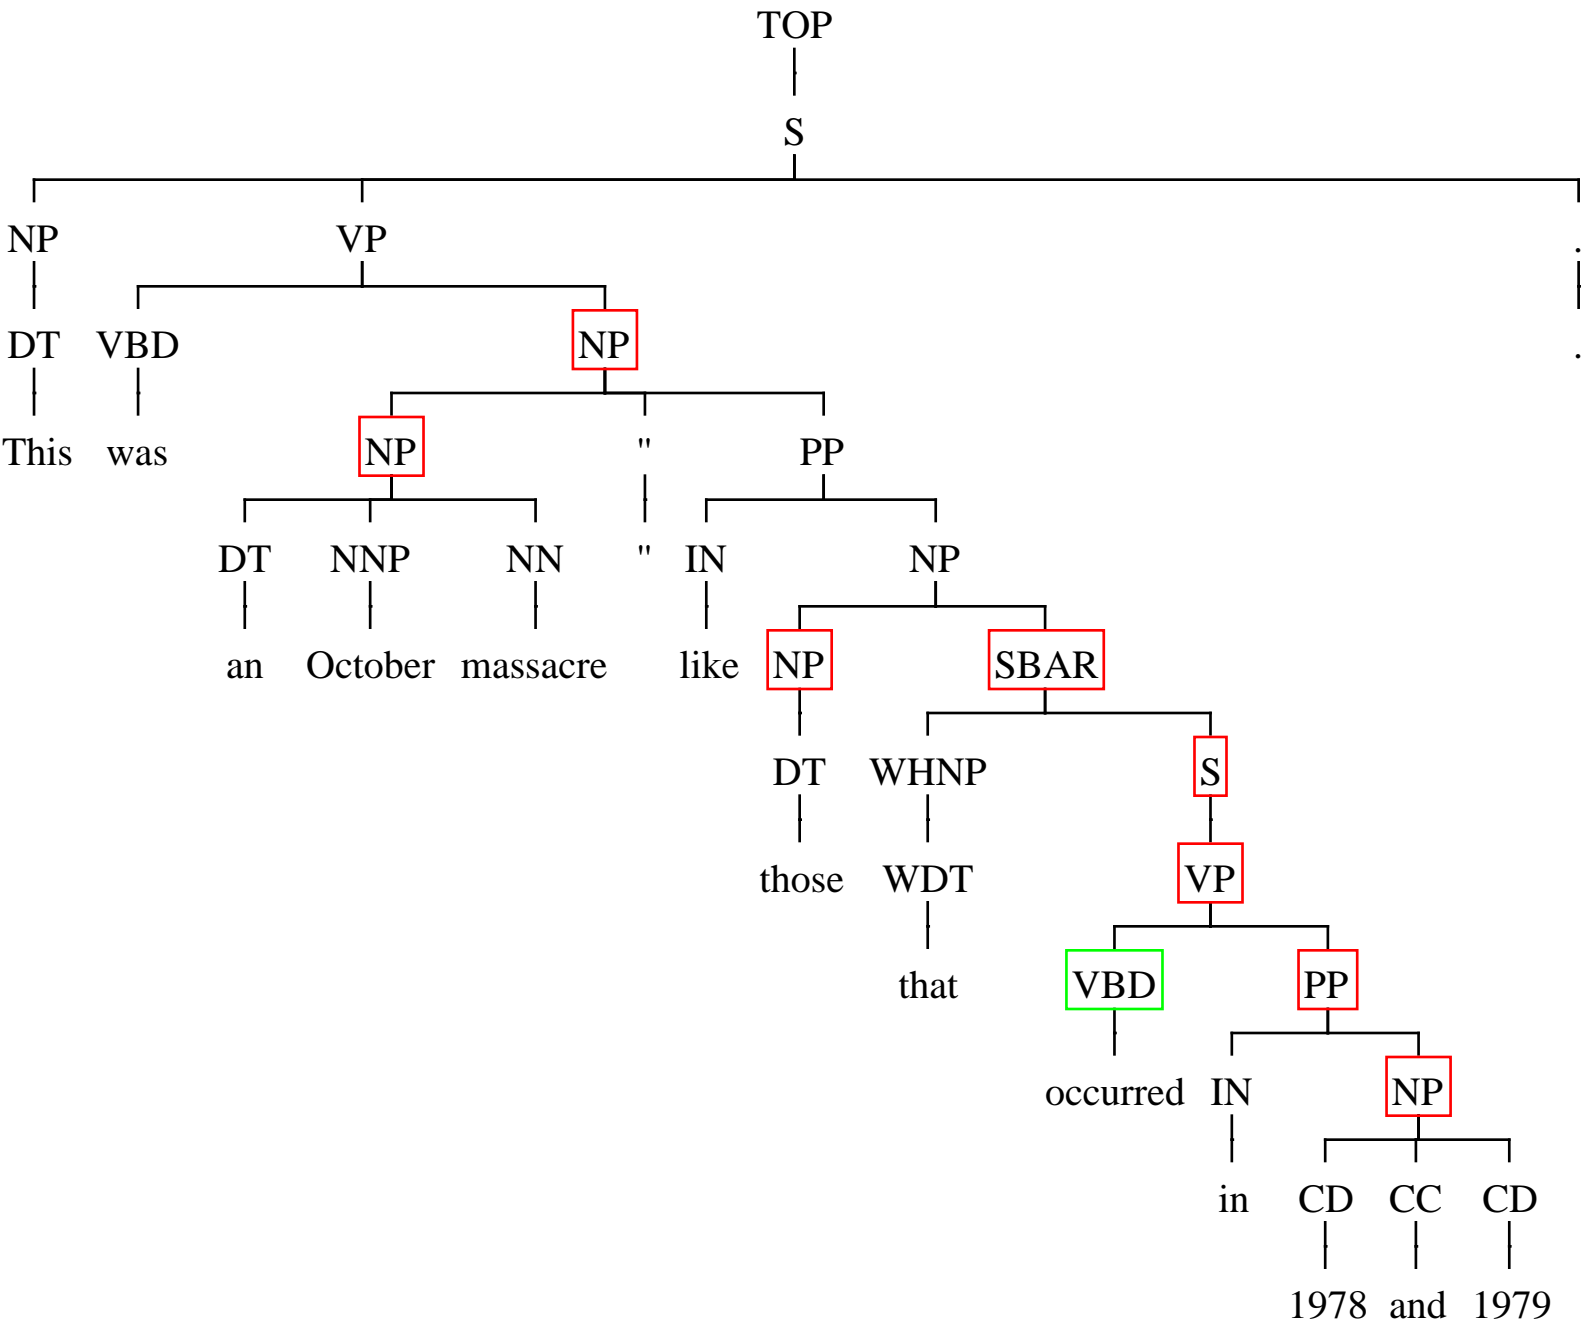 TOP
S
NP VP .
DT VBD NP .
This was NP " PP
DT NNP NN " IN NP
an October massacre like NP SBAR
DT WHNP S
those WDT VP
that VBD PP
occurred IN NP
in CD CC CD
1978 and 1979